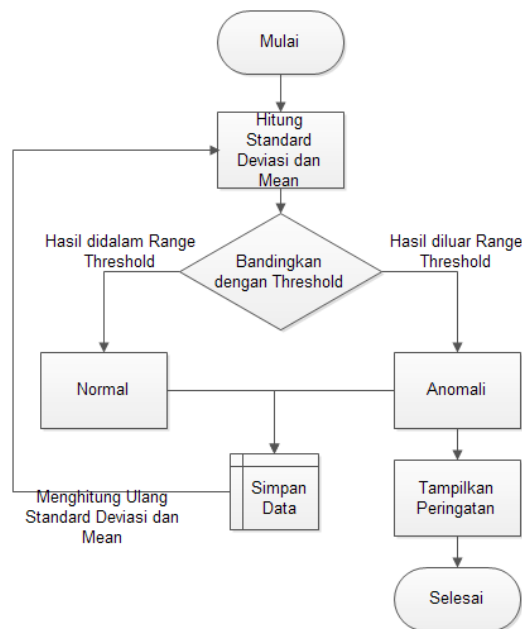 Mulai
Hitung
Standard
Deviasi dan
Mean
Hasil didalam Range
Threshold
Bandingkan
dengan Threshold
Hasil diluar Range
Threshold
Normal
Anomali
Simpan
Data
Menghitung Ulang
Standard Deviasi dan
Mean
Tampilkan
Peringatan
Selesai